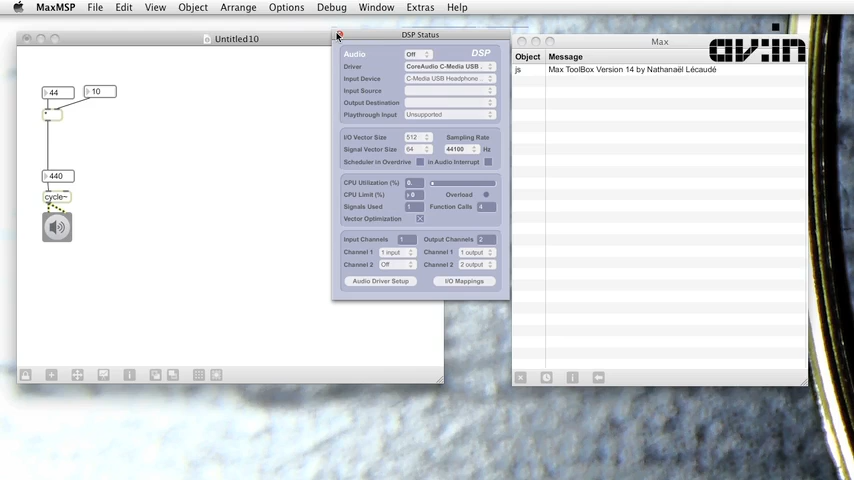 MaxMSP File Edit View Object Arrange Options Debug Window Extras Help
Untitled10
44
10
*
440
cycle~
DSP Status
Audio Off DSP
Driver CoreAudio C-Media USB .
Input Device C-Media USB Headphone ..
Input Source
Output Destination
Playthrough Input Unsupported
I/O Vector Size 512 Sampling Rate
Signal Vector Size 64 44100 Hz
Scheduler in Overdrive in Audio Interrupt
CPU Utilization (%) 0.
CPU Limit (%) 0 Overload
Signals Used 1 Function Calls 4
Vector Optimization
Input Channels 1 Output Channels 2
Channel 1 1 input Channel 1 1 output
Channel 2 Off Channel 2 2 output
Audio Driver Setup I/O Mappings
Max
av:in
Object Message
js Max ToolBox Version 14 by Nathanaël Lécaudé